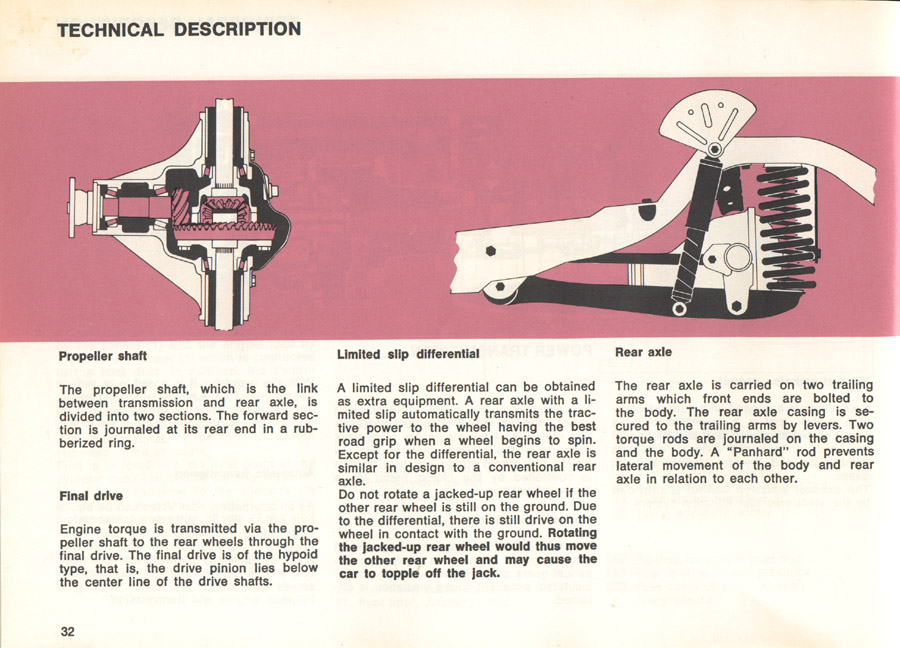 TECHNICAL DESCRIPTION
Propeller shaft
The propeller shaft, which is the link
between transmission and rear axle, is
divided into two sections. The forward sec-
tion is journaled at its rear end in a rub-
berized ring.
Final drive
Engine torque is transmitted via the pro-
peller shaft to the rear wheels through the
final drive. The final drive is of the hypoid
type, that is, the drive pinion lies below
the center line of the drive shafts.
Limited slip differential
A limited slip differential can be obtained
as extra equipment. A rear axle with a li-
mited slip automatically transmits the trac-
tive power to the wheel having the best
road grip when a wheel begins to spin.
Except for the differential, the rear axle is
similar in design to a conventional rear
axle.
Do not rotate a jacked-up rear wheel if the
other rear wheel is still on the ground. Due
to the differential, there is still drive on the
wheel in contact with the ground. Rotating
the jacked-up rear wheel would thus move
the other rear wheel and may cause the
car to topple off the jack.
Rear axle
The rear axle is carried on two trailing
arms which front ends are bolted to
the body. The rear axle casing is se-
cured to the trailing arms by levers. Two
torque rods are journaled on the casing
and the body. A "Panhard" rod prevents
lateral movement of the body and rear
axle in relation to each other.
32